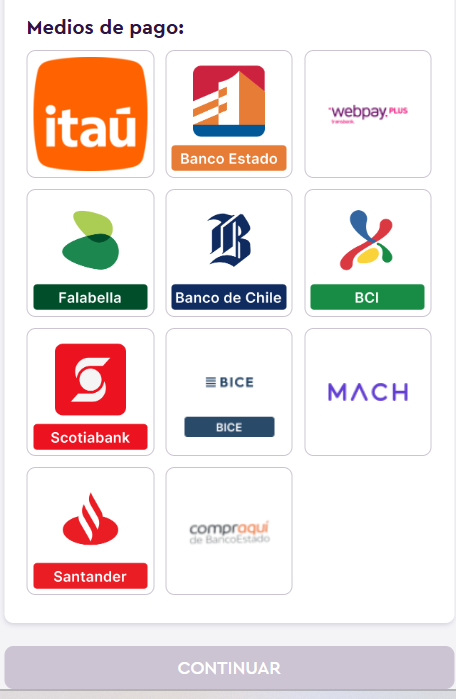 Medios de pago:
itaú
Banco Estado
webpay.PLUS
transbank.
Falabella
Banco de Chile
BCI
Scotiabank
BICE
BICE
MACH
Santander
compraquí
de BancoEstado
CONTINUAR